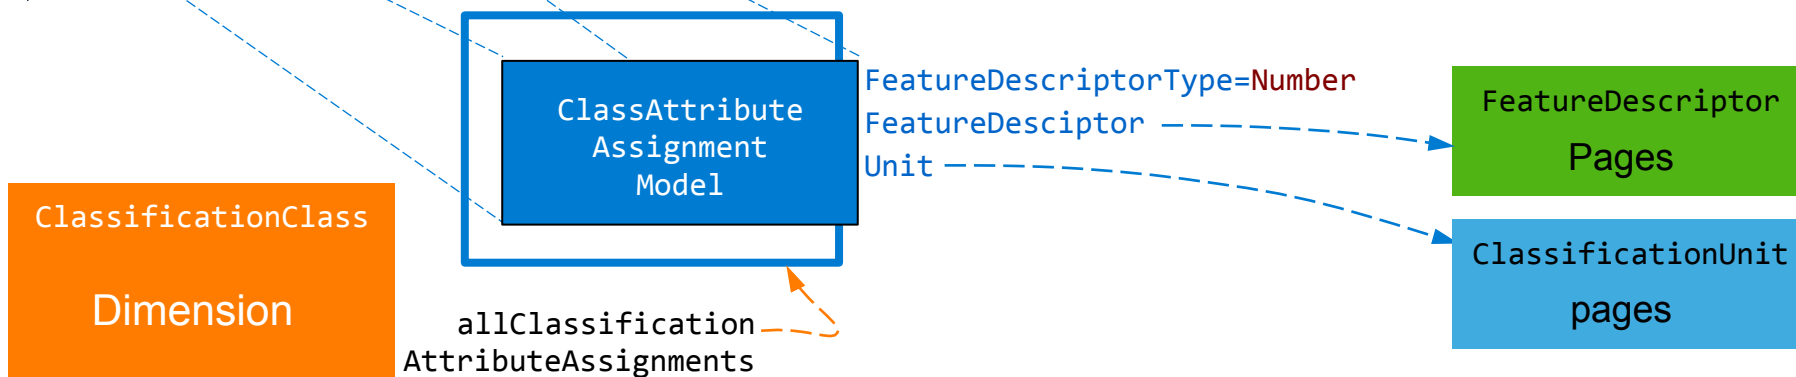 ClassAttribute
Assignment
Model
FeatureDescriptorType=Number
FeatureDesciptor
Unit
FeatureDescriptor
Pages
ClassificationClass
Dimension
ClassificationUnit
pages
allClassification
AttributeAssignments